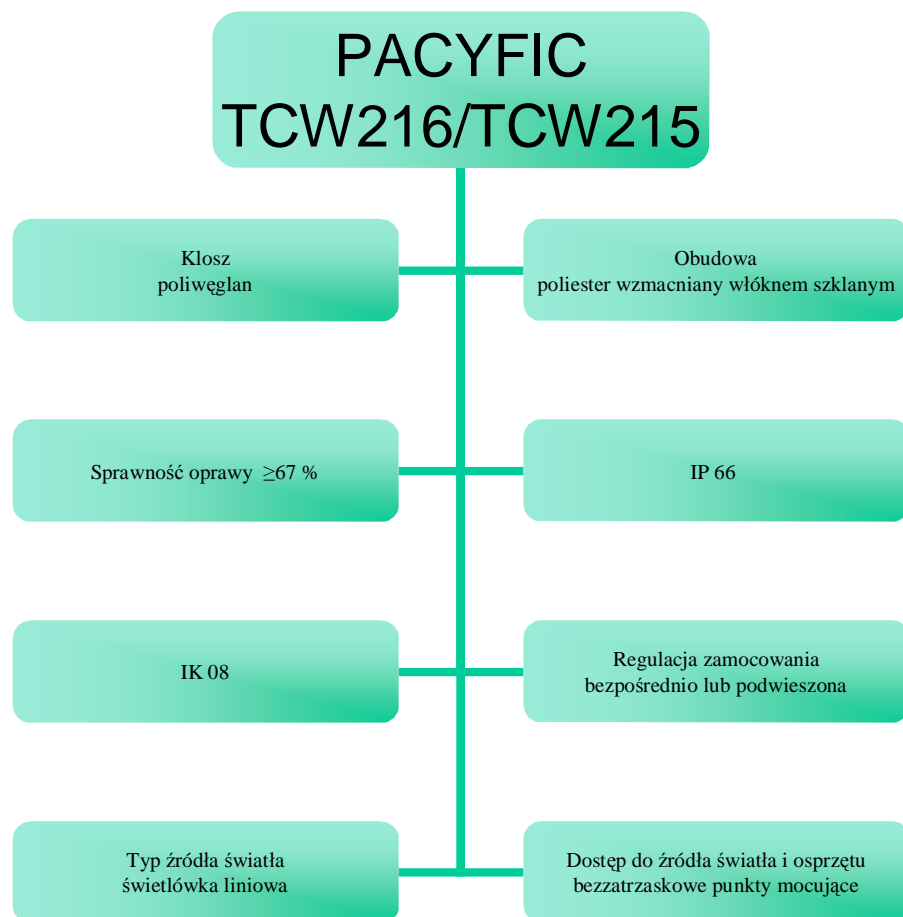 PACYFIC
TCW216/TCW215
Klosz
poliwęglan
Obudowa
poliester wzmacniany włóknem szklanym
Sprawność oprawy ≥67 %
IP 66
IK 08
Regulacja zamocowania
bezpośrednio lub podwieszona
Typ źródła światła
świetlówka liniowa
Dostęp do źródła światła i osprzętu
bezzatrzaskowe punkty mocujące